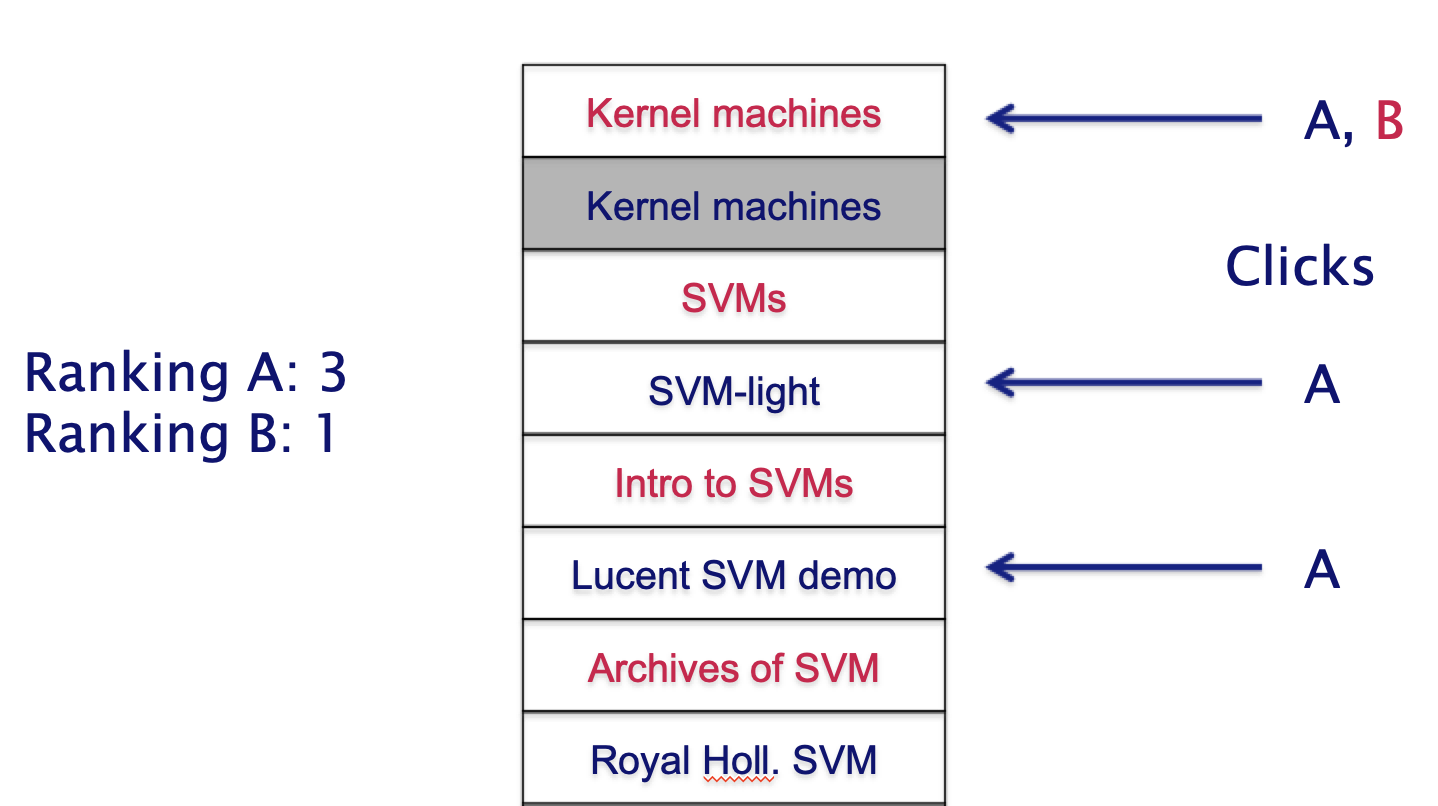 Kernel machines
A, B
Kernel machines
Clicks
SVMs
Ranking A: 3
Ranking B: 1
SVM-light
A
Intro to SVMs
Lucent SVM demo
A
Archives of SVM
Royal Holl. SVM